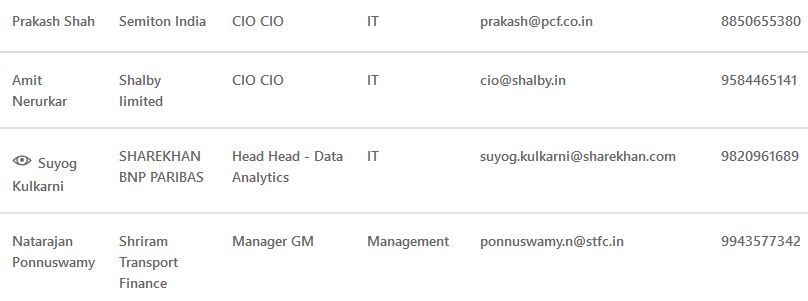 Prakash Shah Semiton India CIO CIO IT prakash@pcf.co.in 8850655380
Amit Shalby CIO CIO IT cio@shalby.in 9584465141
Nerurkar limited
Suyog SHAREKHAN Head Head - Data IT suyog.kulkarni@sharekhan.com 9820961689
Kulkarni BNP PARIBAS Analytics
Natarajan Shriram Manager GM Management ponnuswamy.n@stfc.in 9943577342
Ponnuswamy Transport
Finance